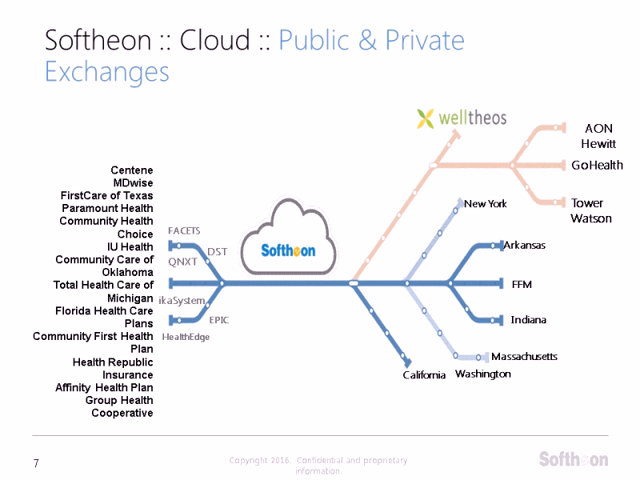 Softheon :: Cloud :: Public & Private
Exchanges
welltheos
AON
Hewitt
GoHealth
Tower
Watson
Centene
MDwise
FirstCare of Texas
Paramount Health
Community Health
Choice
IU Health
Community Care of
Oklahoma
Total Health Care of
Michigan
Florida Health Care
Plans
Community First Health
Plan
Health Republic
Insurance
Affinity Health Plan
Group Health
Cooperative
FACETS
DST
QNXT
ikaSystem
EPIC
HealthEdge
Softheon
New York
Arkansas
FFM
Indiana
Massachusetts
California
Washington
7
Copyright 2016. Confidential and proprietary
information.
Softheon